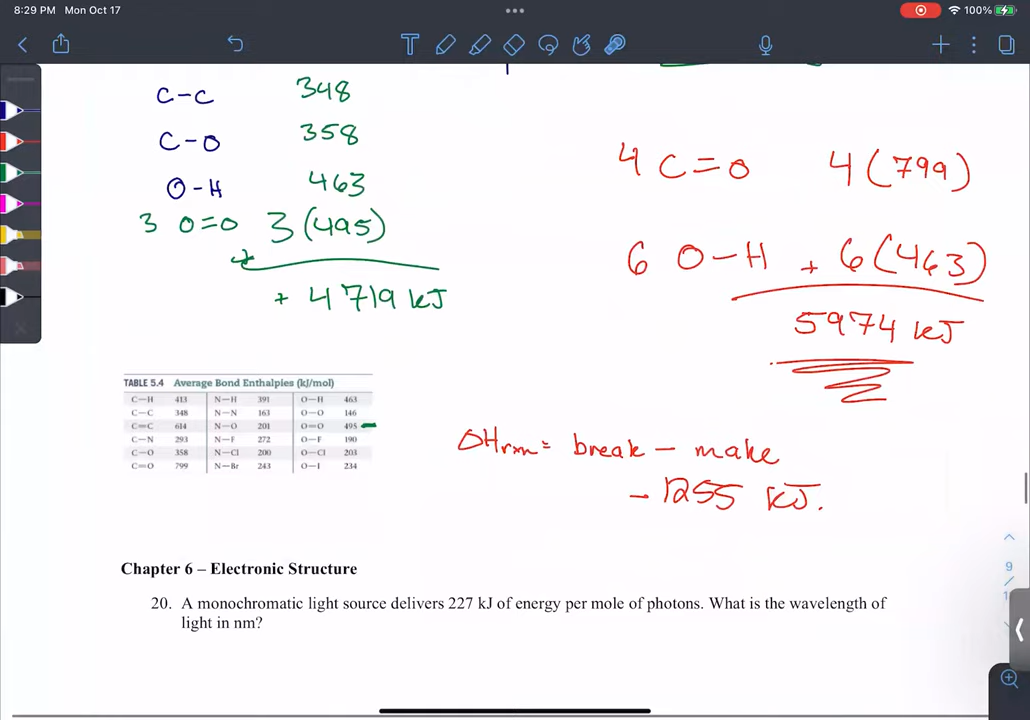 8:29 PM Mon Oct 17
100%
C-C 348
C-O 358
O-H 463
3 O=O 3(495)
+ 4719 kJ
4 C=O 4(799)
6 O-H + 6(463)
5974 kJ
TABLE 5.4 Average Bond Enthalpies (kJ/mol)
C—H 413 N—H 391 O—H 463
C—C 348 N—N 163 O—O 146
C=C 614 N—O 201 O=O 495
C—N 293 N—F 272 O—F 190
C—O 358 N—Cl 200 O—Cl 203
C=O 799 N—Br 243 O—I 234
ΔHrxn = break - make
- 1255 kJ.
Chapter 6 – Electronic Structure
20. A monochromatic light source delivers 227 kJ of energy per mole of photons. What is the wavelength of
light in nm?
9
/